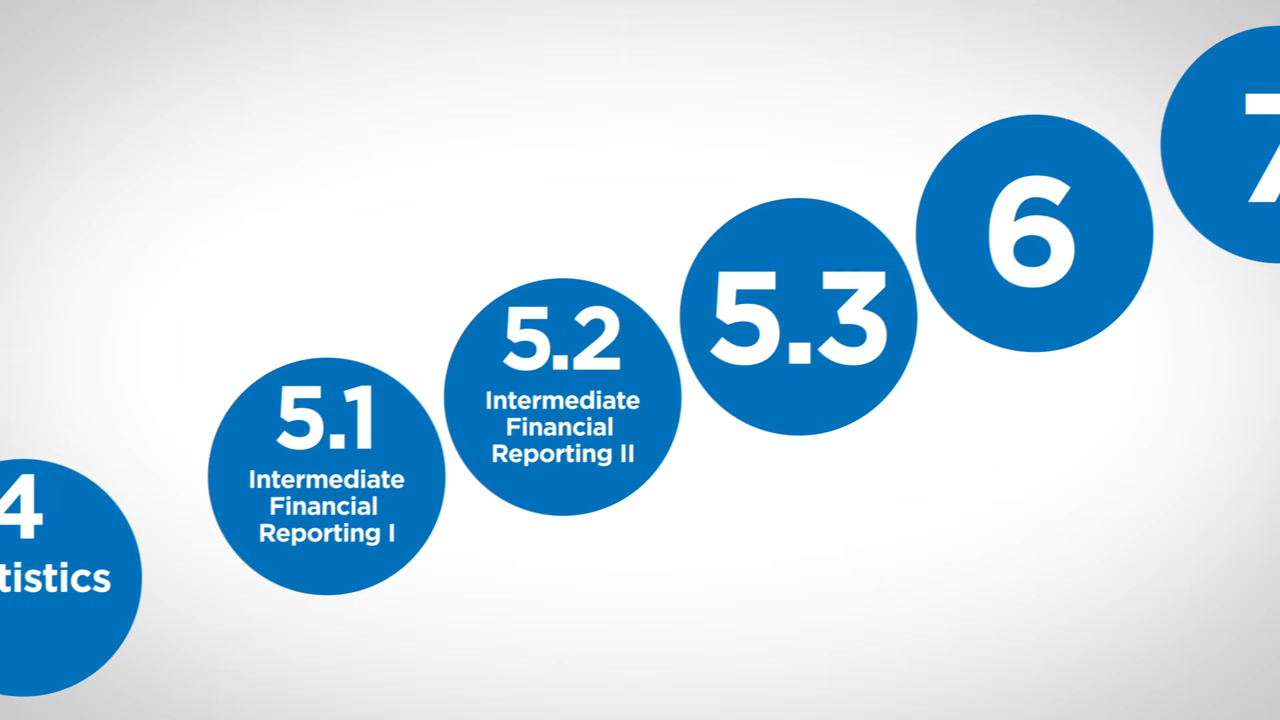 4
tistics
5.1
Intermediate
Financial
Reporting I
5.2
Intermediate
Financial
Reporting II
5.3
6
7